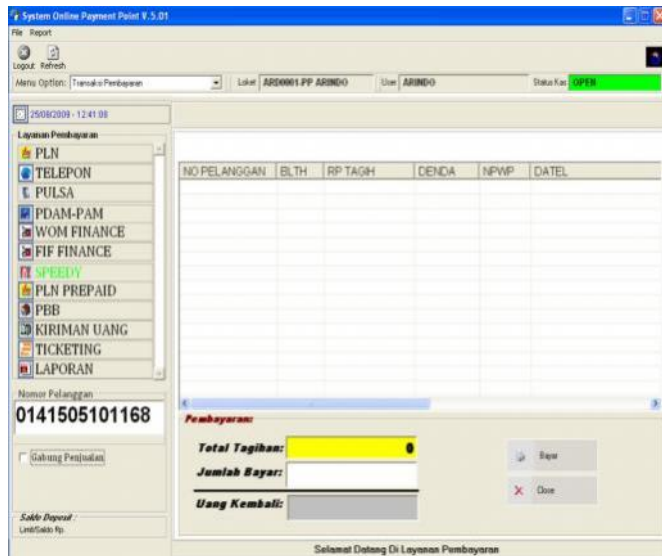 System Online Payment Point V.5.01
File Report
Logout Refresh
Menu Option: Transaksi Pembayaran Loket ARD0001-PP ARINDO User ARINDO Status Kas OPEN
25/08/2009 - 12:41:08
Layanan Pembayaran
PLN
TELEPON
PULSA
PDAM-PAM
WOM FINANCE
FIF FINANCE
SPEEDY
PLN PREPAID
PBB
KIRIMAN UANG
TICKETING
LAPORAN
NO PELANGGAN BLTH RP TAGIH DENDA NPWP DATEL
Nomor Pelanggan
0141505101168
Gabung Penjualan
Saldo Deposit :
Limit/Saldo Rp.
Pembayaran:
Total Tagihan: 0
Jumlah Bayar:
Uang Kembali:
Bayar
Close
Selamat Datang Di Layanan Pembayaran